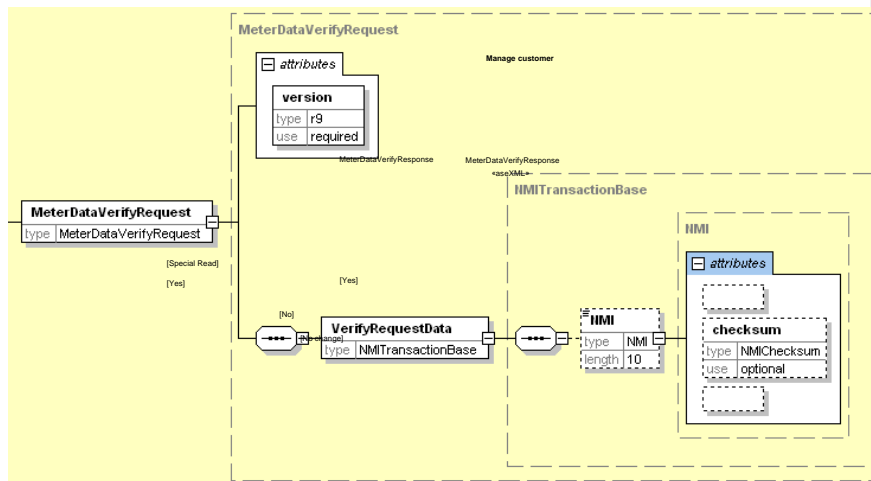 MeterDataVerifyRequest
attributes
Manage customer
version
type r9
use required
MeterDataVerifyResponse
MeterDataVerifyResponse
«aseXML»
NMITransactionBase
MeterDataVerifyRequest
type MeterDataVerifyRequest
NMI
attributes
[Special Read]
[Yes]
[Yes]
[No]
[No change]
VerifyRequestData
type NMITransactionBase
NMI
type NMI
length 10
checksum
type NMIChecksum
use optional